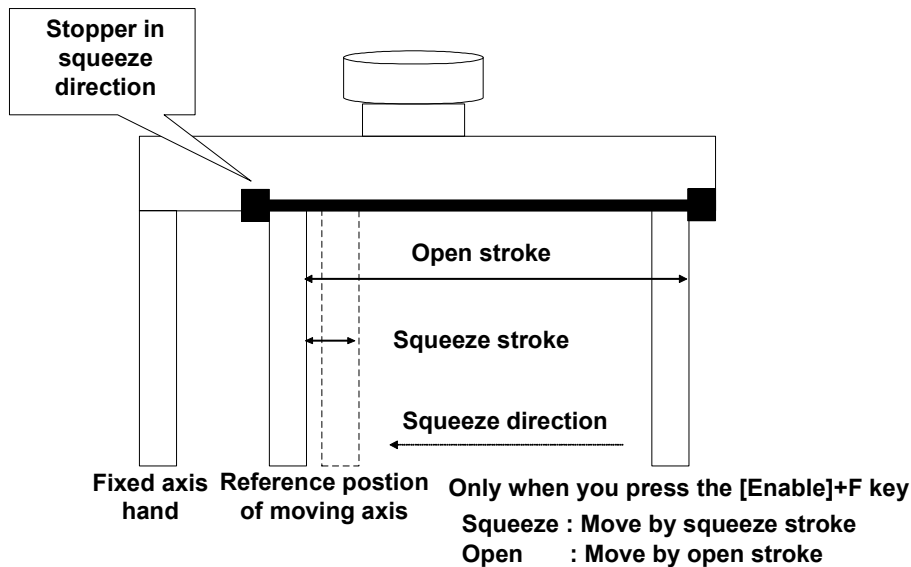 Stopper in
squeeze
direction
Open stroke
Squeeze stroke
Squeeze direction
Fixed axis
hand
Reference postion
of moving axis
Only when you press the [Enable]+F key
Squeeze : Move by squeeze stroke
Open : Move by open stroke